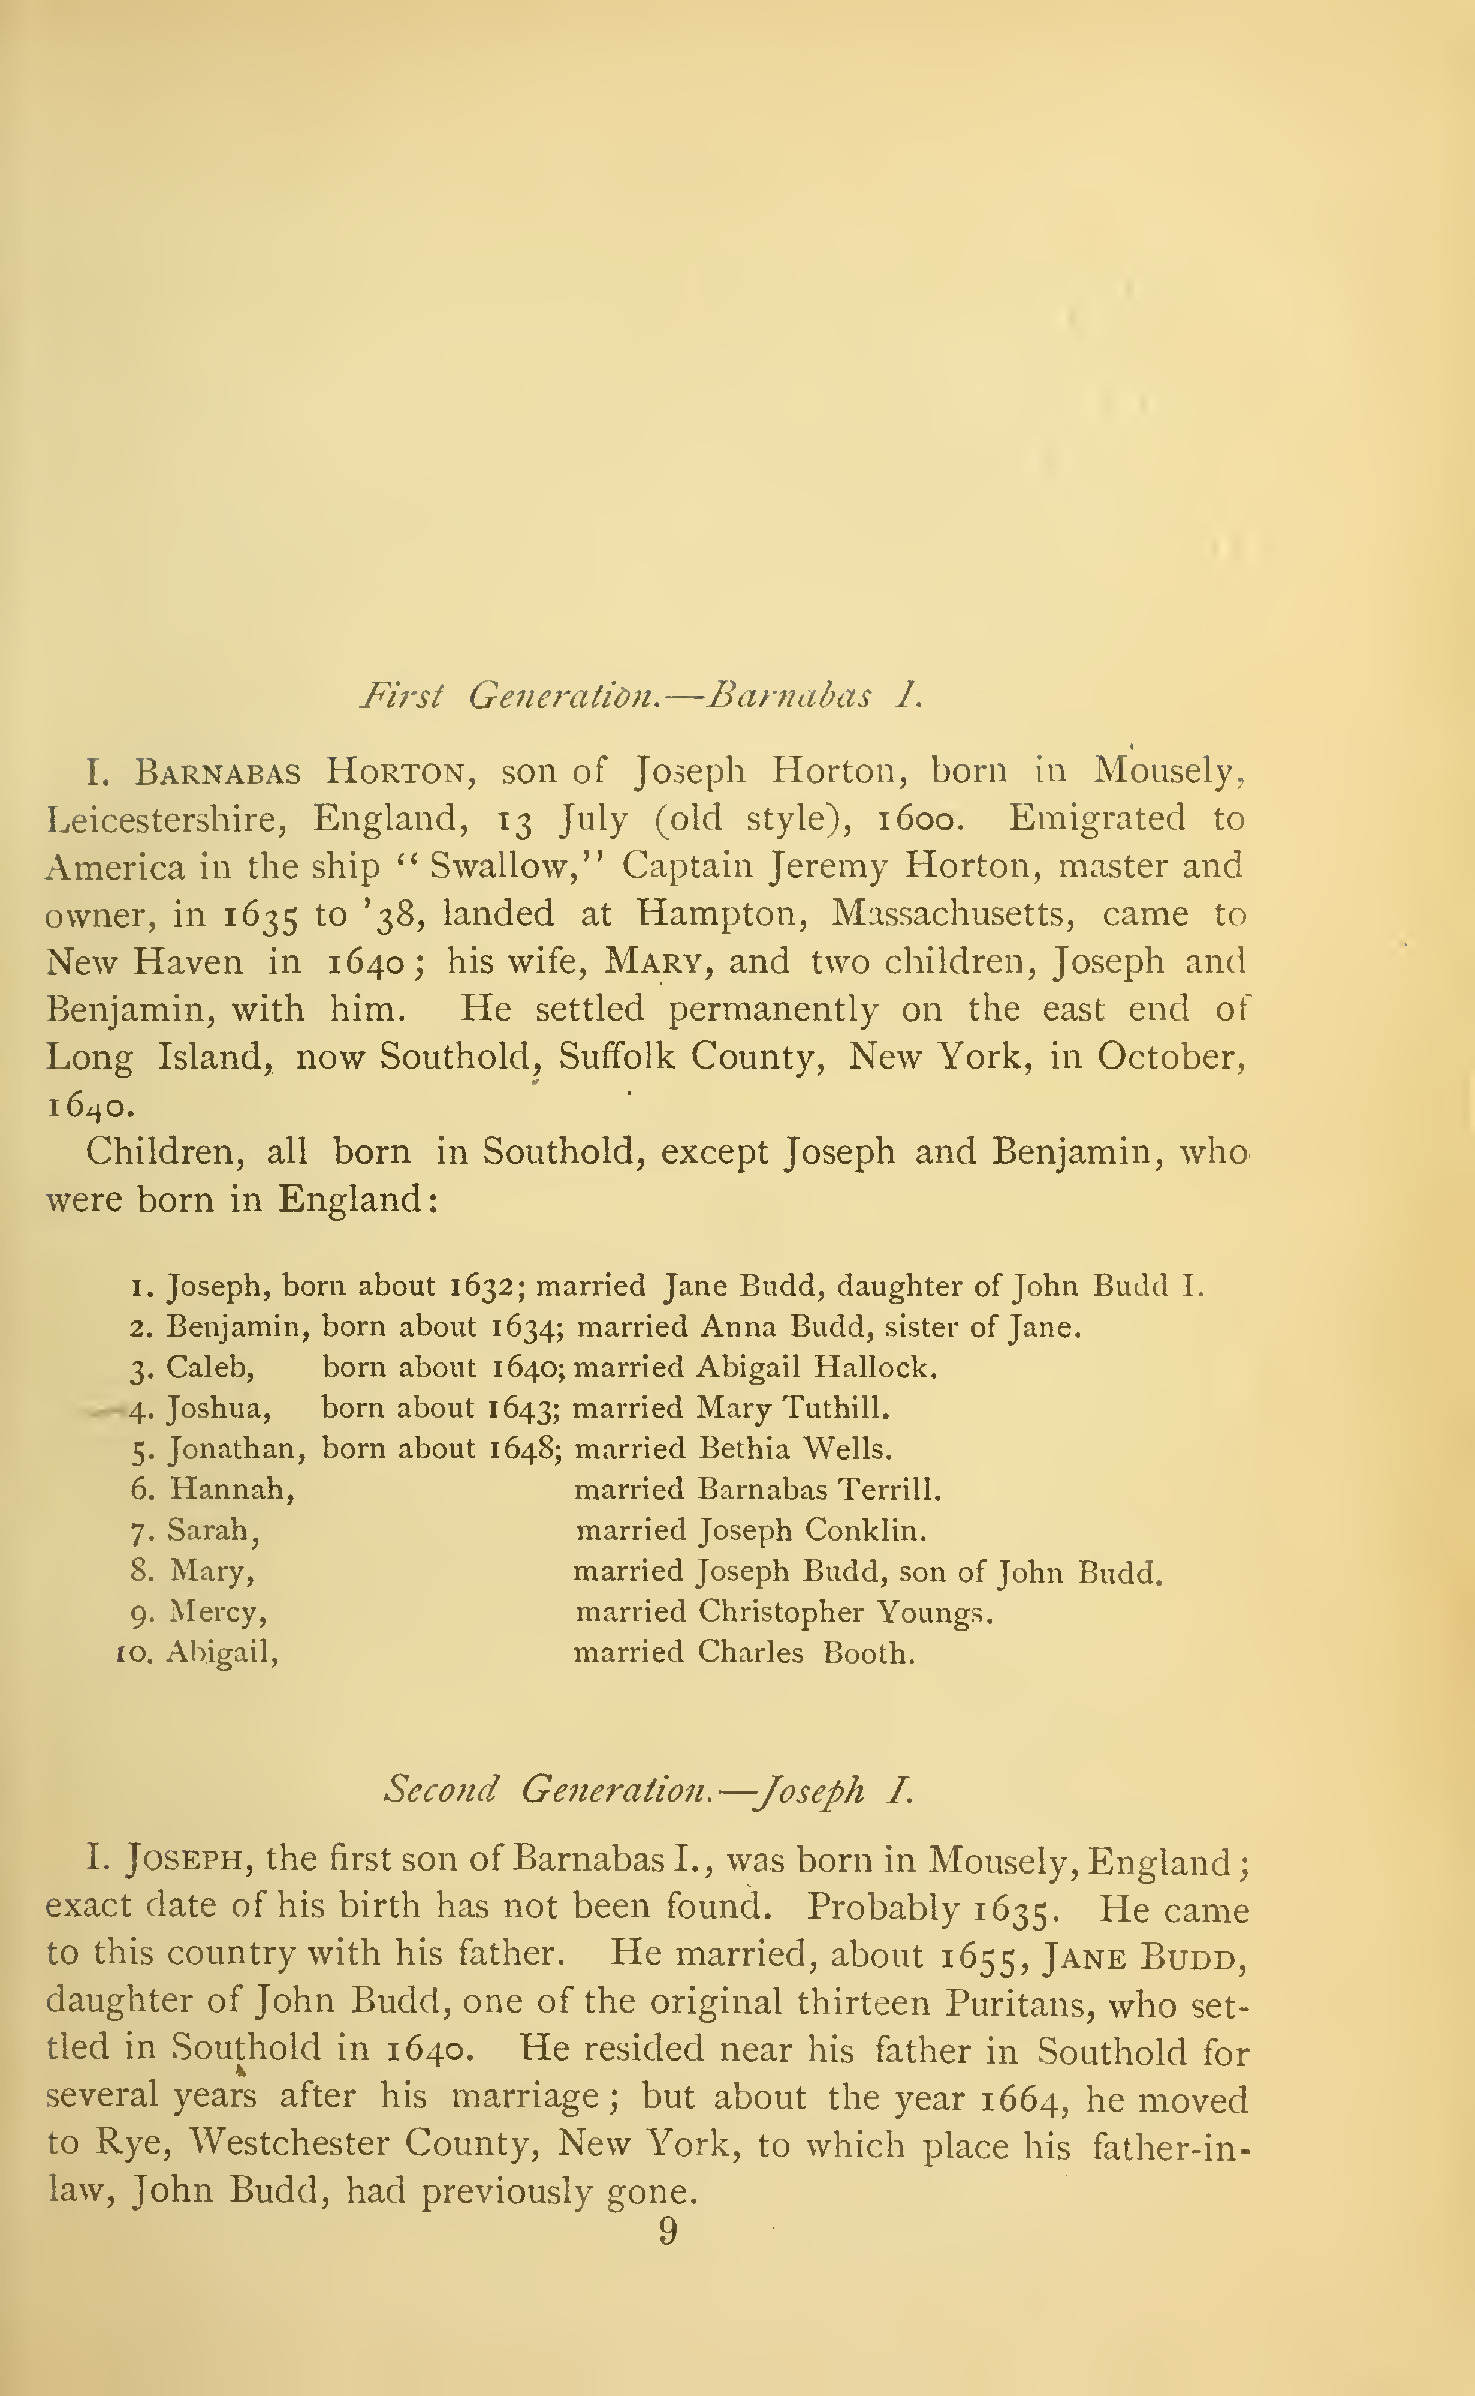 First Generation.—Barnabas I.
I. BARNABAS HORTON, son of Joseph Horton, born in Mousely,
Leicestershire, England, 13 July (old style), 1600. Emigrated to
America in the ship “Swallow,” Captain Jeremy Horton, master and
owner, in 1635 to ’38, landed at Hampton, Massachusetts, came to
New Haven in 1640; his wife, MARY, and two children, Joseph and
Benjamin, with him. He settled permanently on the east end of
Long Island, now Southold, Suffolk County, New York, in October,
1640.
Children, all born in Southold, except Joseph and Benjamin, who
were born in England:
1. Joseph, born about 1632; married Jane Budd, daughter of John Budd I.
2. Benjamin, born about 1634; married Anna Budd, sister of Jane.
3. Caleb, born about 1640; married Abigail Hallock.
4. Joshua, born about 1643; married Mary Tuthill.
5. Jonathan, born about 1648; married Bethia Wells.
6. Hannah, married Barnabas Terrill.
7. Sarah, married Joseph Conklin.
8. Mary, married Joseph Budd, son of John Budd.
9. Mercy, married Christopher Youngs.
10. Abigail, married Charles Booth.
Second Generation.—Joseph I.
I. JOSEPH, the first son of Barnabas I., was born in Mousely, England;
exact date of his birth has not been found. Probably 1635. He came
to this country with his father. He married, about 1655, JANE BUDD,
daughter of John Budd, one of the original thirteen Puritans, who set-
tled in Southold in 1640. He resided near his father in Southold for
several years after his marriage; but about the year 1664, he moved
to Rye, Westchester County, New York, to which place his father-in-
law, John Budd, had previously gone.
9